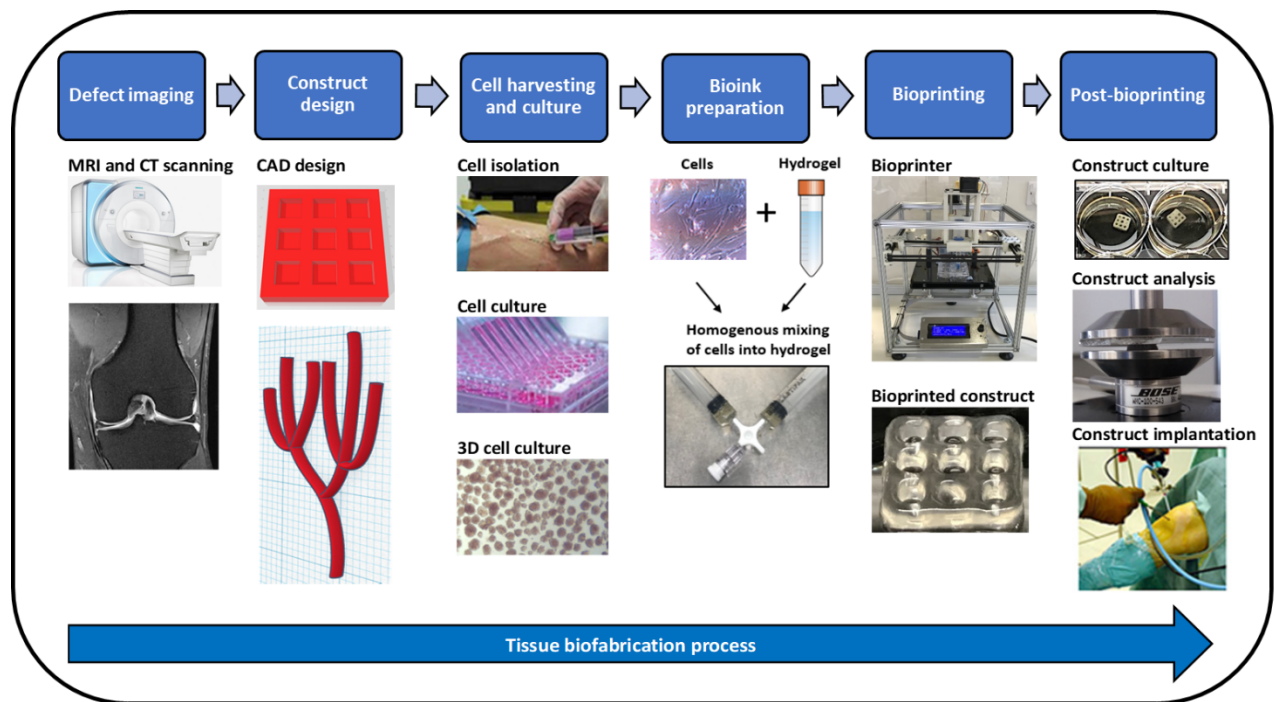 Defect imaging
Construct
design
Cell harvesting
and culture
Bioink
preparation
Bioprinting
Post-bioprinting
MRI and CT scanning
CAD design
Cell isolation
Cell culture
3D cell culture
Cells
Hydrogel
+
Homogenous mixing
of cells into hydrogel
Bioprinter
Bioprinted construct
Construct culture
Construct analysis
BOSE
Construct implantation
Tissue biofabrication process